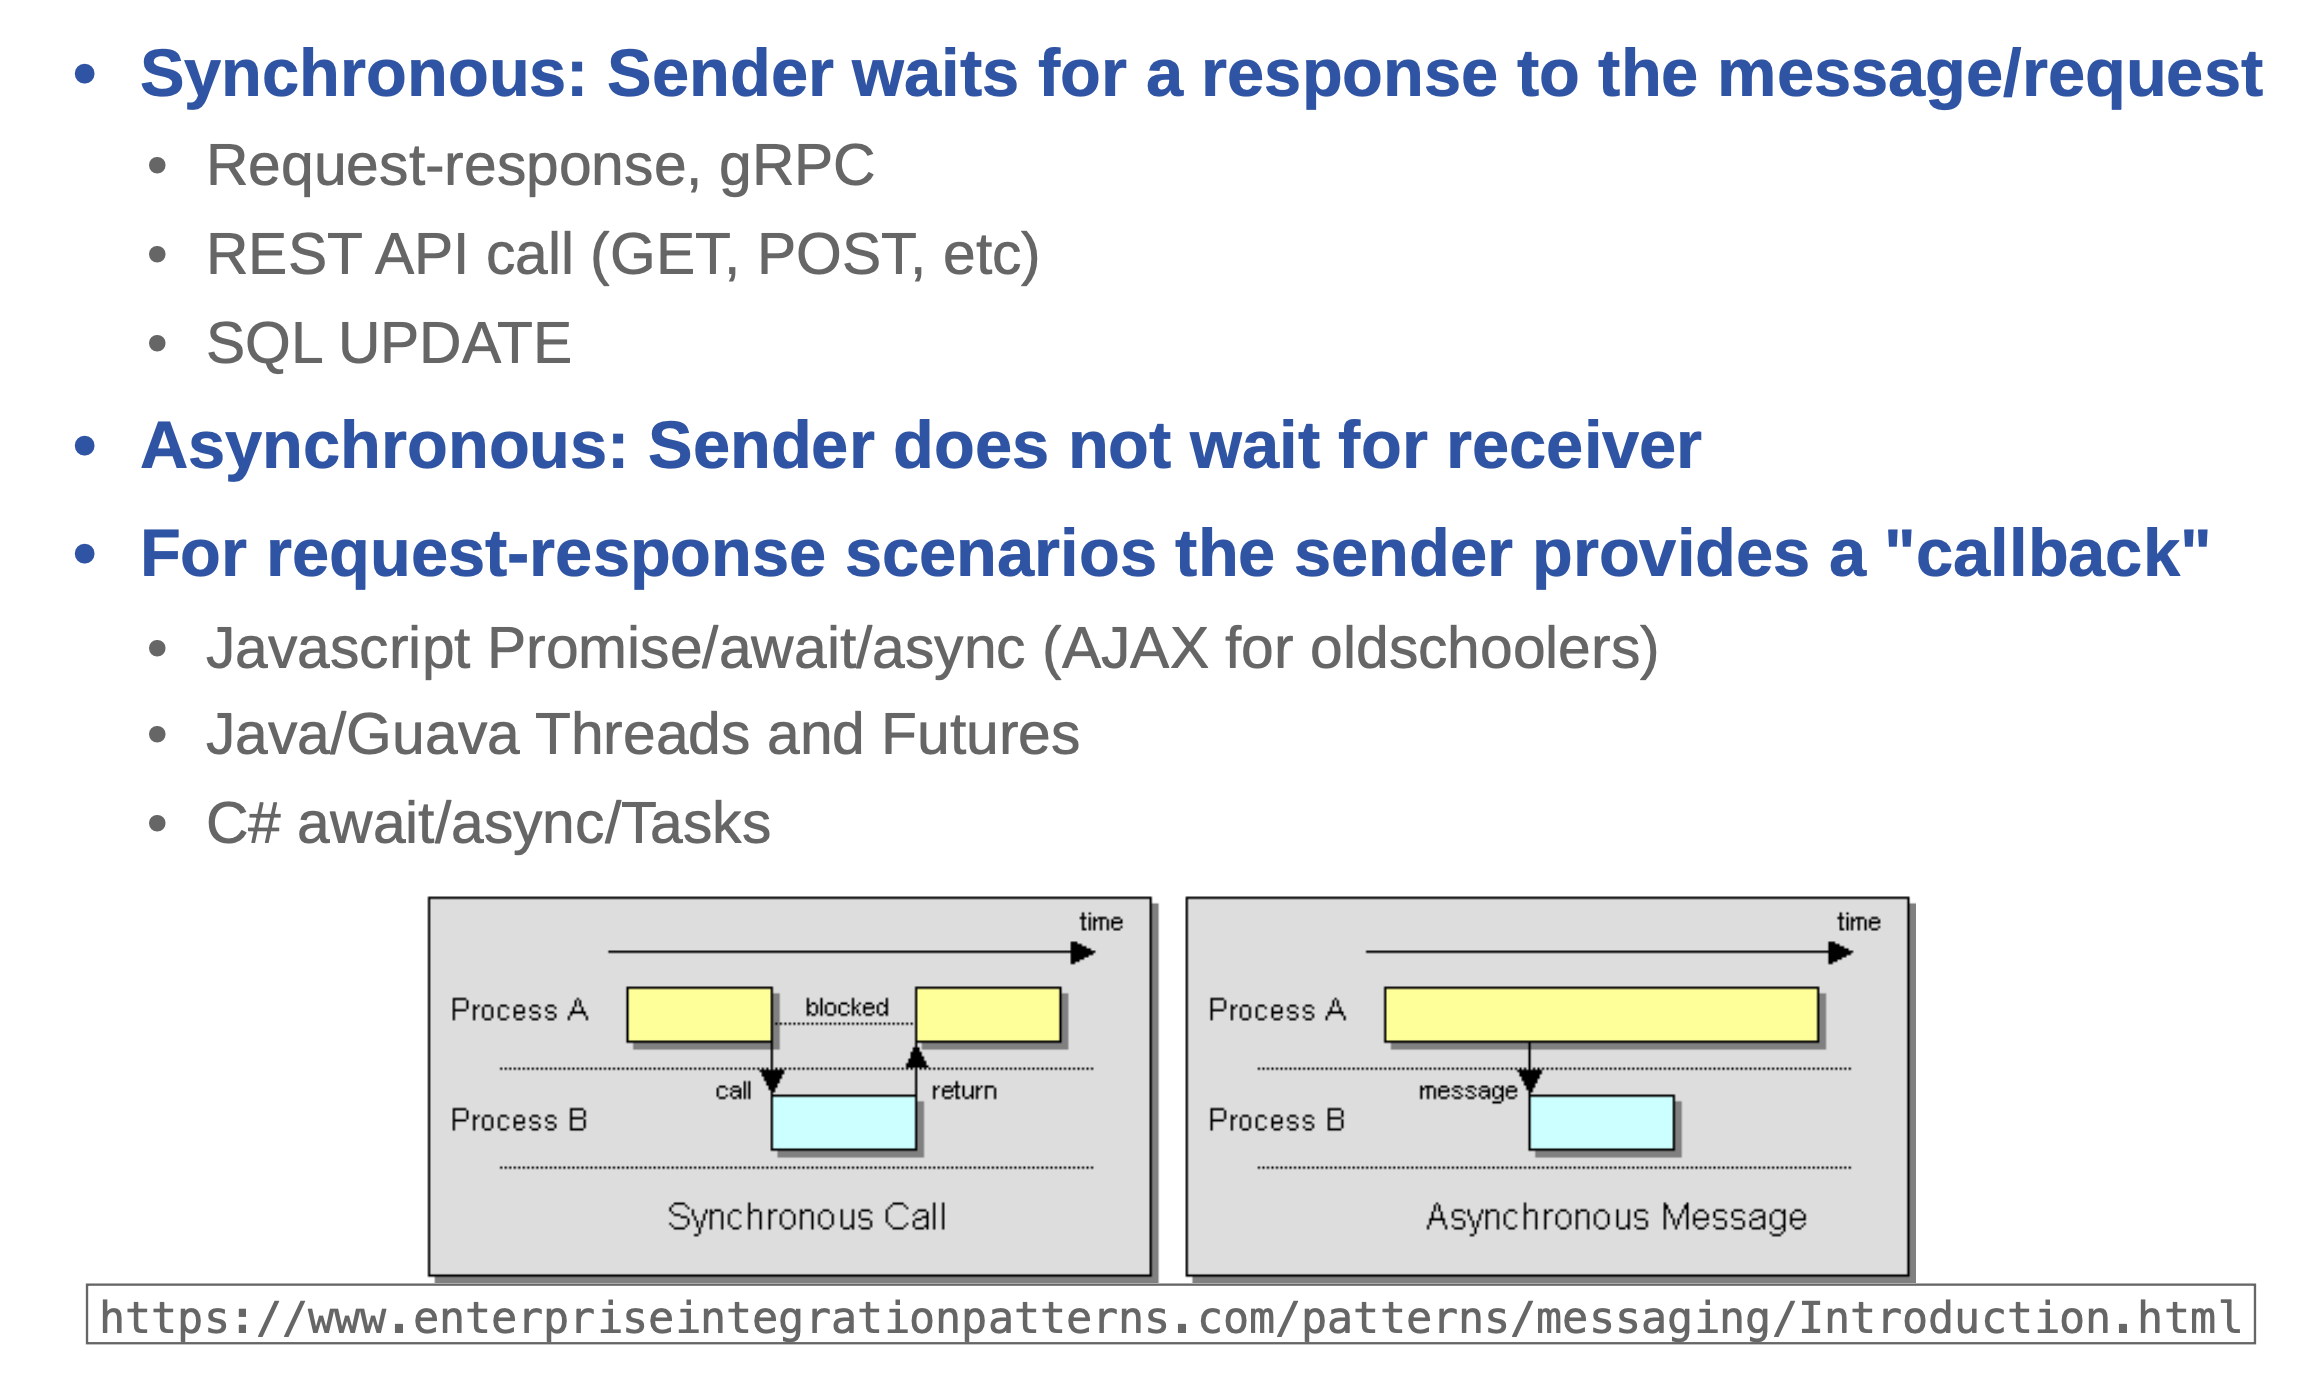 • Synchronous: Sender waits for a response to the message/request
• Request-response, gRPC
• REST API call (GET, POST, etc)
• SQL UPDATE
• Asynchronous: Sender does not wait for receiver
• For request-response scenarios the sender provides a "callback"
• Javascript Promise/await/async (AJAX for oldschoolers)
• Java/Guava Threads and Futures
• C# await/async/Tasks
time
Process A
blocked
call
return
Process B
Synchronous Call
time
Process A
message
Process B
Asynchronous Message
https://www.enterpriseintegrationpatterns.com/patterns/messaging/Introduction.html